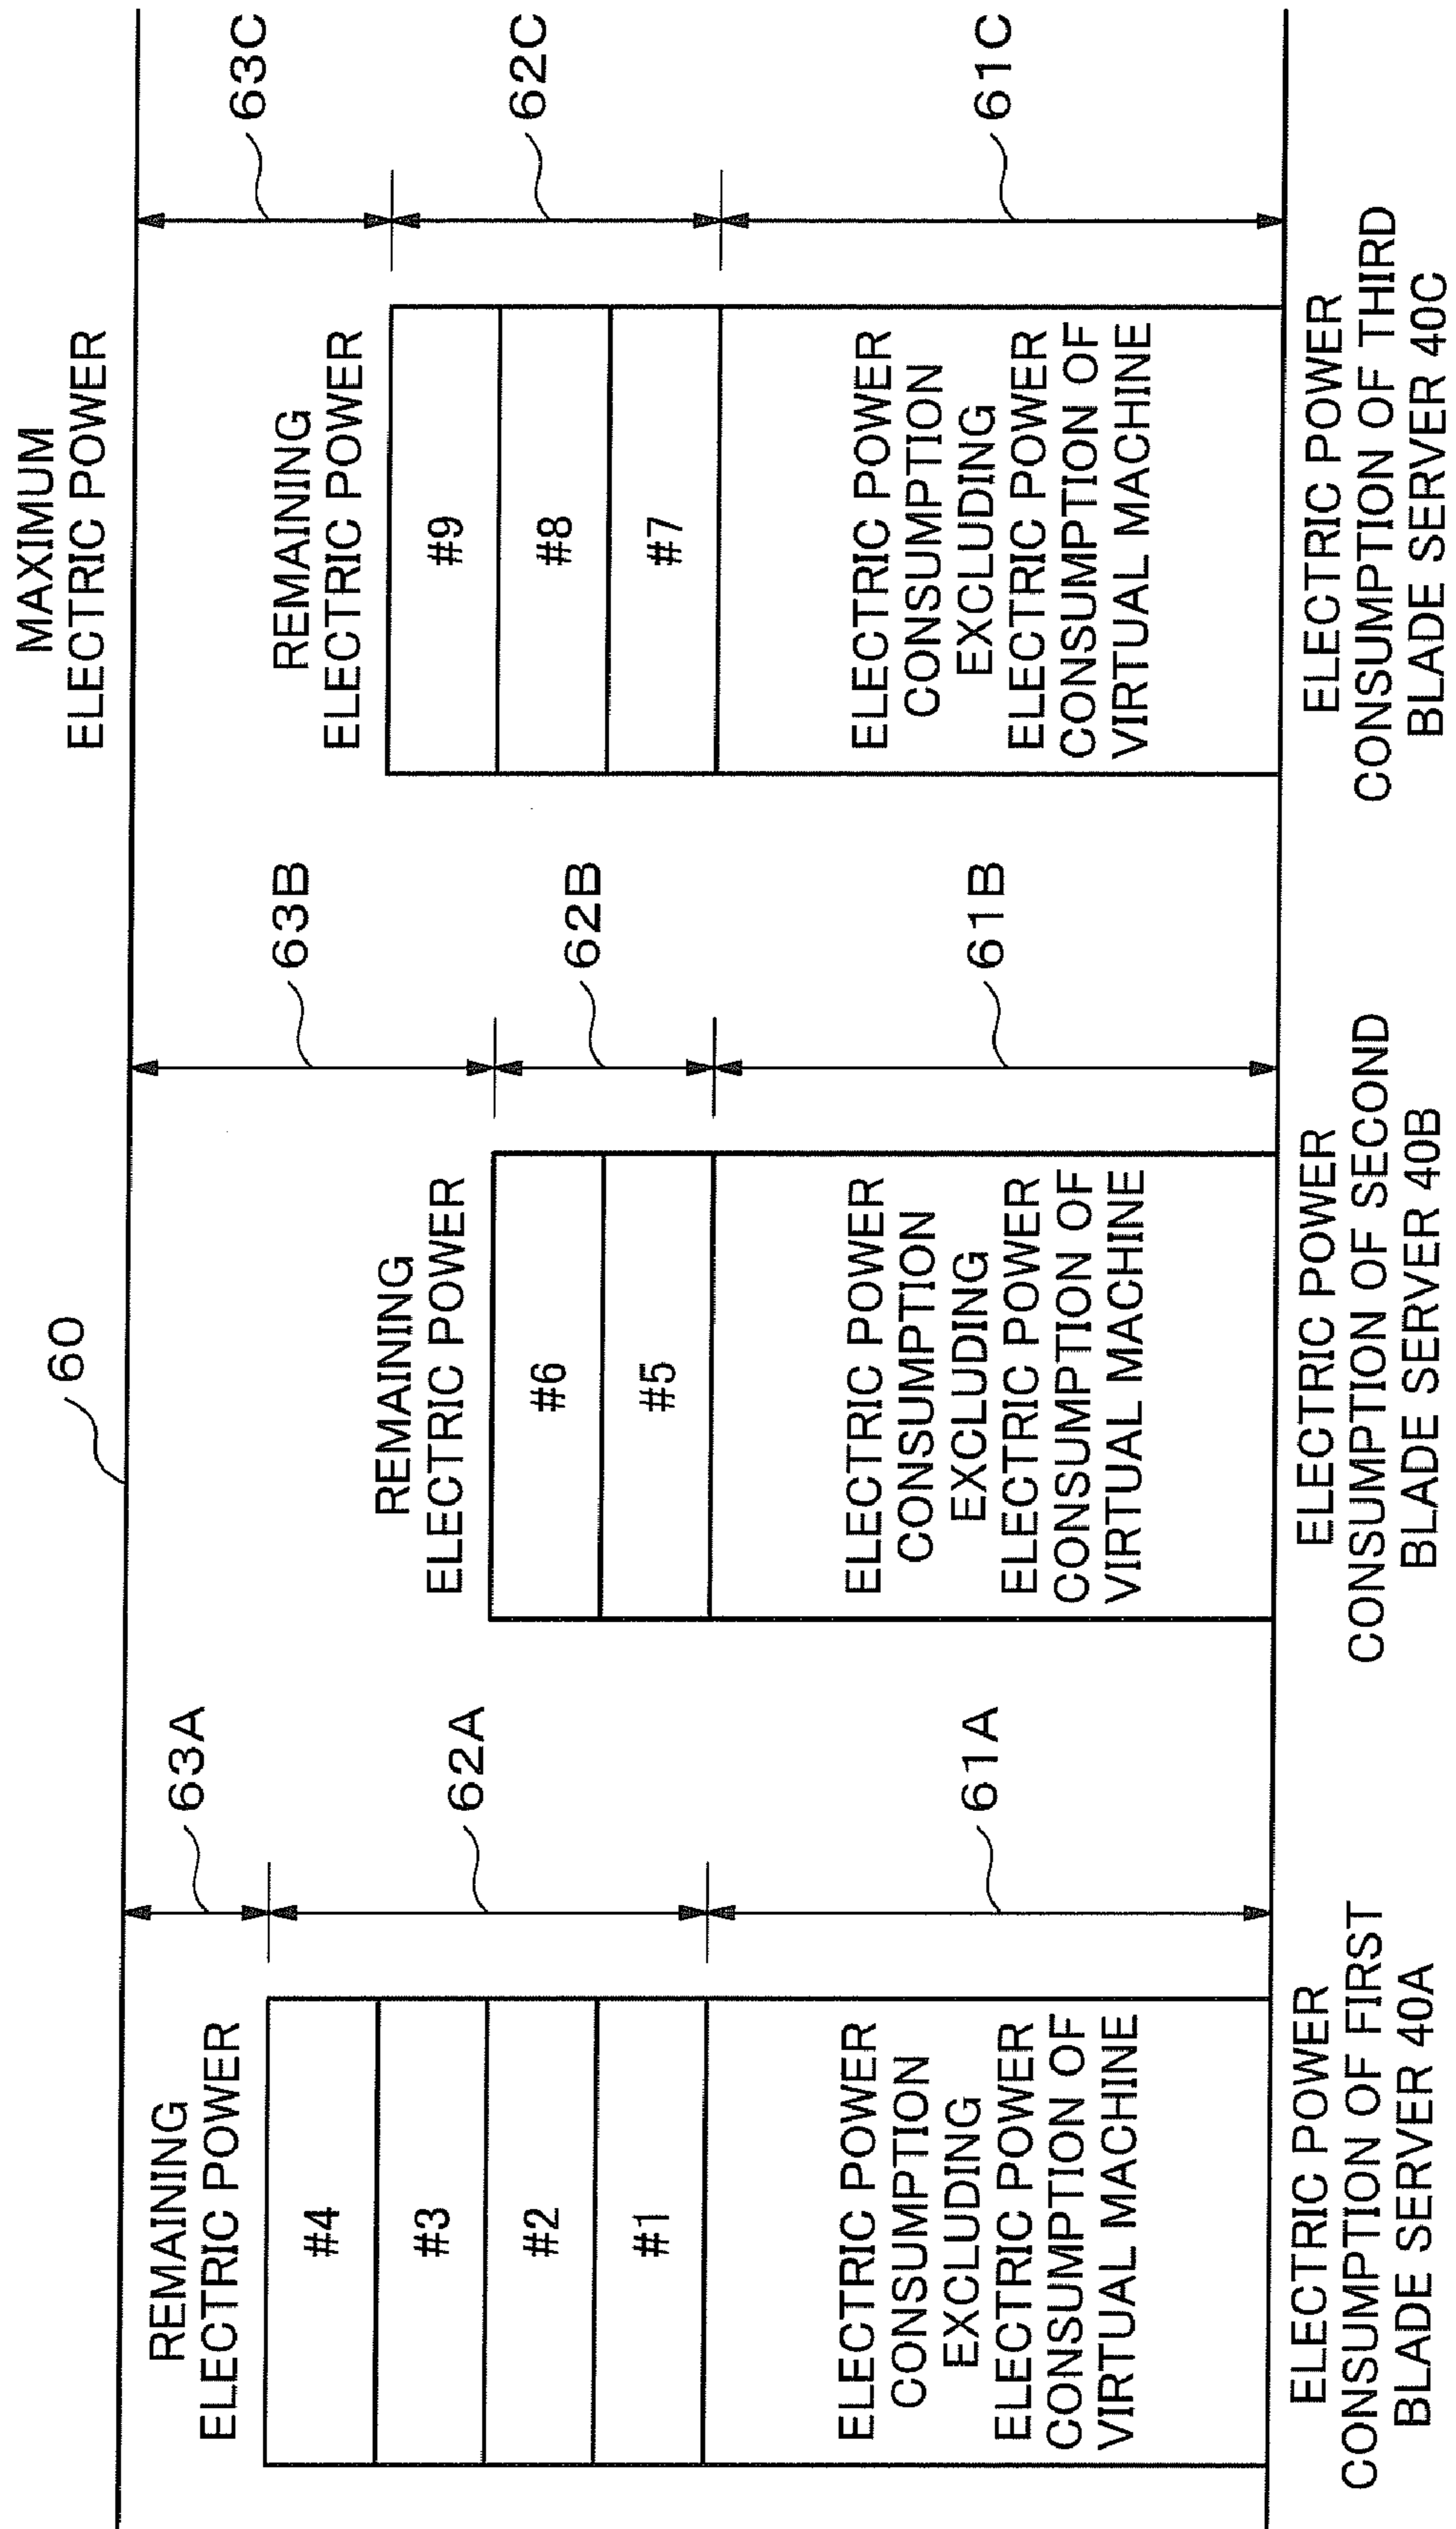 MAXIMUM
ELECTRIC POWER
60
REMAINING
ELECTRIC POWER
#4
#3
#2
#1
ELECTRIC POWER
CONSUMPTION
EXCLUDING
ELECTRIC POWER
CONSUMPTION OF
VIRTUAL MACHINE
63A
62A
61A
ELECTRIC POWER
CONSUMPTION OF FIRST
BLADE SERVER 40A
REMAINING
ELECTRIC POWER
#6
#5
ELECTRIC POWER
CONSUMPTION
EXCLUDING
ELECTRIC POWER
CONSUMPTION OF
VIRTUAL MACHINE
63B
62B
61B
ELECTRIC POWER
CONSUMPTION OF SECOND
BLADE SERVER 40B
REMAINING
ELECTRIC POWER
#9
#8
#7
ELECTRIC POWER
CONSUMPTION
EXCLUDING
ELECTRIC POWER
CONSUMPTION OF
VIRTUAL MACHINE
63C
62C
61C
ELECTRIC POWER
CONSUMPTION OF THIRD
BLADE SERVER 40C